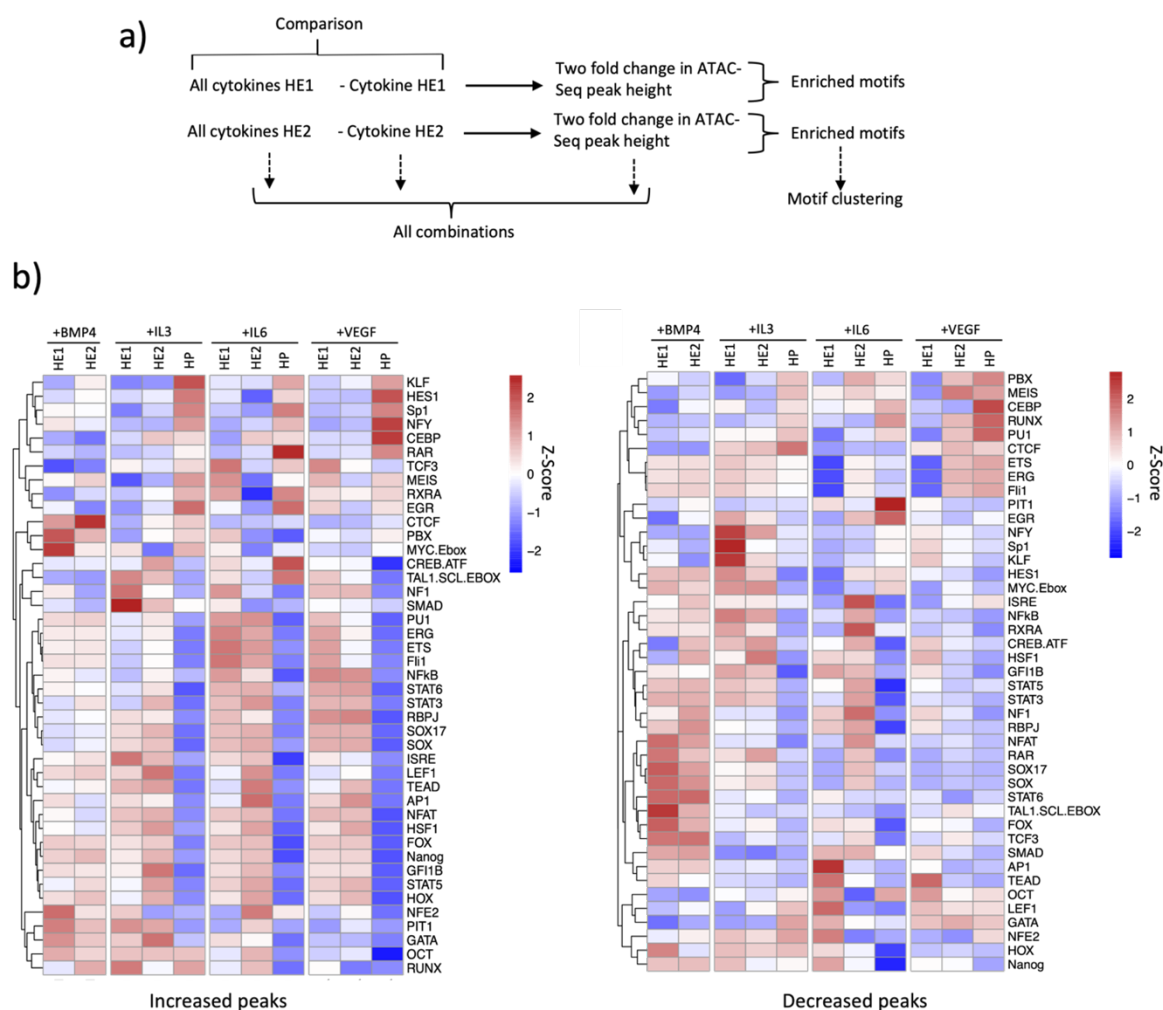 a)
Comparison
All cytokines HE1
- Cytokine HE1
Two fold change in ATAC-
Seq peak height
Enriched motifs
All cytokines HE2
- Cytokine HE2
Two fold change in ATAC-
Seq peak height
Enriched motifs
Motif clustering
All combinations
b)
+BMP4
+IL3
+IL6
+VEGF
HE1
HE2
HE1
HE2
HP
HE1
HE2
HP
HE1
HE2
HP
KLF
HES1
Sp1
NFY
CEBP
RAR
TCF3
MEIS
RXRA
EGR
CTCF
PBX
MYC.Ebox
CREB.ATF
TAL1.SCL.EBOX
NF1
SMAD
PU1
ERG
ETS
Fli1
NFkB
STAT6
STAT3
RBPJ
SOX17
SOX
ISRE
LEF1
TEAD
AP1
NFAT
HSF1
FOX
Nanog
GFI1B
STAT5
HOX
NFE2
PIT1
GATA
OCT
RUNX
2
1
0
-1
-2
Z-Score
Increased peaks
+BMP4
+IL3
+IL6
+VEGF
HE1
HE2
HE1
HE2
HP
HE1
HE2
HP
HE1
HE2
HP
PBX
MEIS
CEBP
RUNX
PU1
CTCF
ETS
ERG
Fli1
PIT1
EGR
NFY
Sp1
KLF
HES1
MYC.Ebox
ISRE
NFkB
RXRA
CREB.ATF
HSF1
GFI1B
STAT5
STAT3
NF1
RBPJ
NFAT
RAR
SOX17
SOX
STAT6
TAL1.SCL.EBOX
FOX
TCF3
SMAD
AP1
TEAD
OCT
LEF1
GATA
NFE2
HOX
Nanog
2
1
0
-1
-2
Z-Score
Decreased peaks